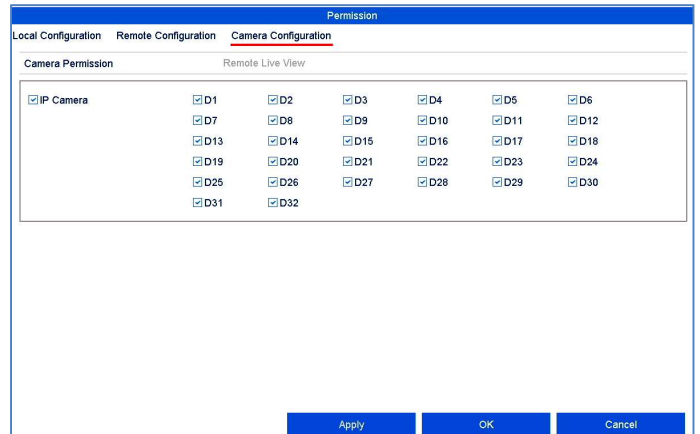 Permission
Local Configuration Remote Configuration Camera Configuration
Camera Permission Remote Live View
IP Camera D1 D2 D3 D4 D5 D6
D7 D8 D9 D10 D11 D12
D13 D14 D15 D16 D17 D18
D19 D20 D21 D22 D23 D24
D25 D26 D27 D28 D29 D30
D31 D32
Apply OK Cancel